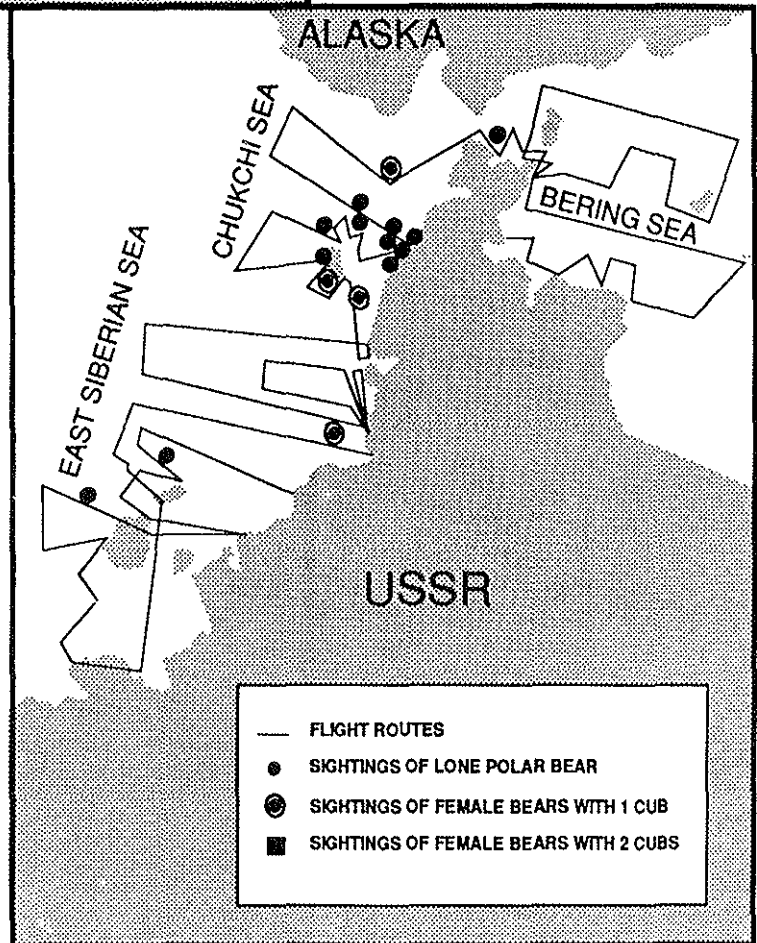 ALASKA
CHUKCHI SEA
BERING SEA
EAST SIBERIAN SEA
USSR
FLIGHT ROUTES
SIGHTINGS OF LONE POLAR BEAR
SIGHTINGS OF FEMALE BEARS WITH 1 CUB
SIGHTINGS OF FEMALE BEARS WITH 2 CUBS